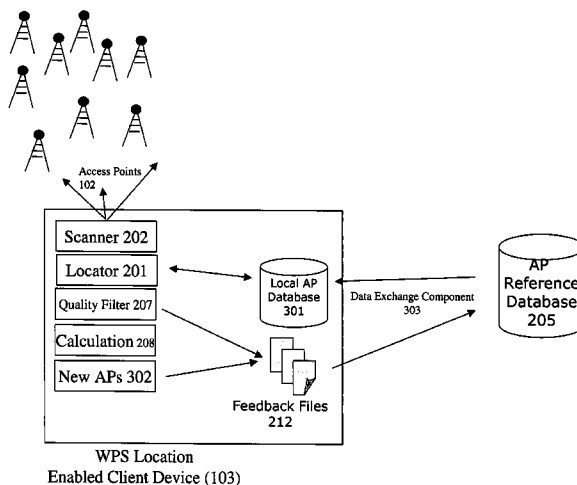 Access Points
102
Scanner 202
Locator 201
Quality Filter 207
Calculation 208
New APs 302
Local AP
Database
301
Data Exchange Component
303
AP
Reference
Database
205
Feedback Files
212
WPS Location
Enabled Client Device (103)